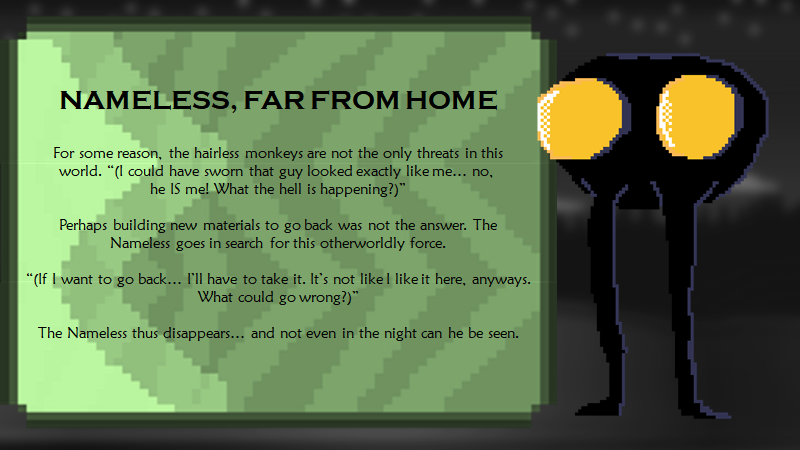 NAMELESS, FAR FROM HOME
For some reason, the hairless monkeys are not the only threats in this
world. “(I could have sworn that guy looked exactly like me... no,
he IS me! What the hell is happening?)”
Perhaps building new materials to go back was not the answer. The
Nameless goes in search for this otherworldly force.
“(If I want to go back... I’ll have to take it. It’s not like I like it here, anyways.
What could go wrong?)”
The Nameless thus disappears... and not even in the night can he be seen.